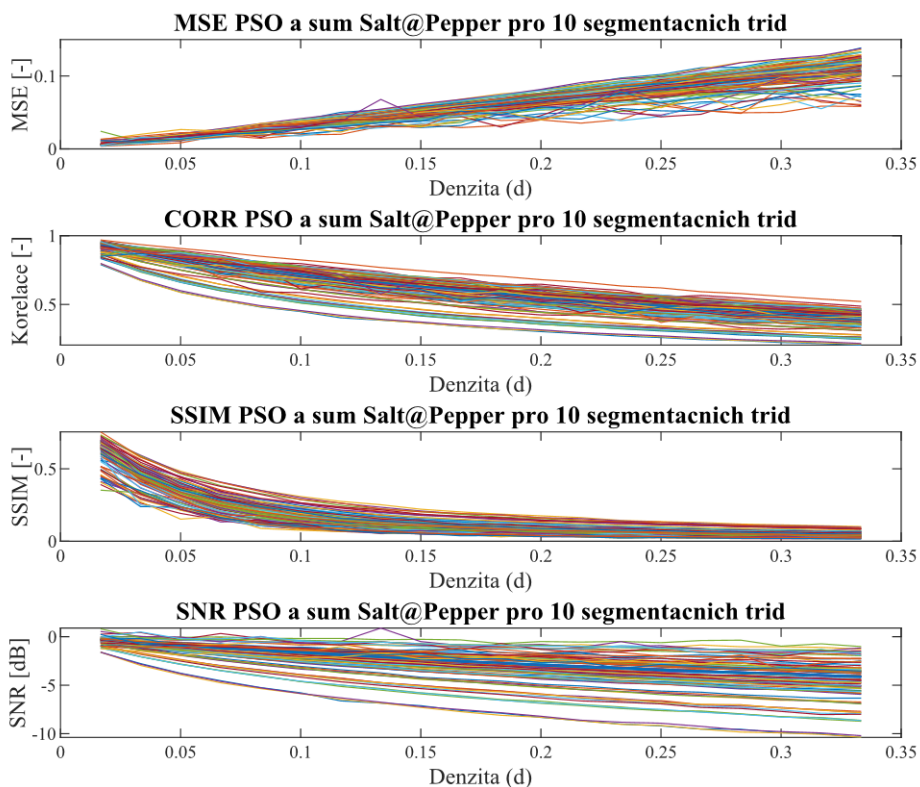 MSE PSO a sum Salt@Pepper pro 10 segmentacnich trid
MSE [-]
0.1
0
0 0.05 0.1 0.15 0.2 0.25 0.3 0.35
Denzita (d)
CORR PSO a sum Salt@Pepper pro 10 segmentacnich trid
Korelace [-]
1
0.5
0 0.05 0.1 0.15 0.2 0.25 0.3 0.35
Denzita (d)
SSIM PSO a sum Salt@Pepper pro 10 segmentacnich trid
SSIM [-]
0.5
0
0 0.05 0.1 0.15 0.2 0.25 0.3 0.35
Denzita (d)
SNR PSO a sum Salt@Pepper pro 10 segmentacnich trid
SNR [dB]
0
-5
-10
0 0.05 0.1 0.15 0.2 0.25 0.3 0.35
Denzita (d)